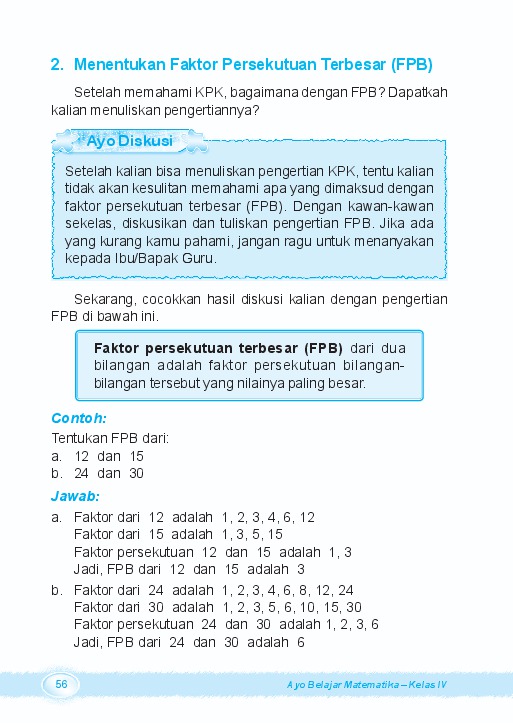 2. Menentukan Faktor Persekutuan Terbesar (FPB)
Setelah memahami KPK, bagaimana dengan FPB? Dapatkah
kalian menuliskan pengertiannya?
Ayo Diskusi
Setelah kalian bisa menuliskan pengertian KPK, tentu kalian
tidak akan kesulitan memahami apa yang dimaksud dengan
faktor persekutuan terbesar (FPB). Dengan kawan-kawan
sekelas, diskusikan dan tuliskan pengertian FPB. Jika ada
yang kurang kamu pahami, jangan ragu untuk menanyakan
kepada Ibu/Bapak Guru.
Sekarang, cocokkan hasil diskusi kalian dengan pengertian
FPB di bawah ini.
Faktor persekutuan terbesar (FPB) dari dua
bilangan adalah faktor persekutuan bilangan-
bilangan tersebut yang nilainya paling besar.
Contoh:
Tentukan FPB dari:
a. 12 dan 15
b. 24 dan 30
Jawab:
a. Faktor dari 12 adalah 1, 2, 3, 4, 6, 12
Faktor dari 15 adalah 1, 3, 5, 15
Faktor persekutuan 12 dan 15 adalah 1, 3
Jadi, FPB dari 12 dan 15 adalah 3
b. Faktor dari 24 adalah 1, 2, 3, 4, 6, 8, 12, 24
Faktor dari 30 adalah 1, 2, 3, 5, 6, 10, 15, 30
Faktor persekutuan 24 dan 30 adalah 1, 2, 3, 6
Jadi, FPB dari 24 dan 30 adalah 6
56
Ayo Belajar Matematika – Kelas IV